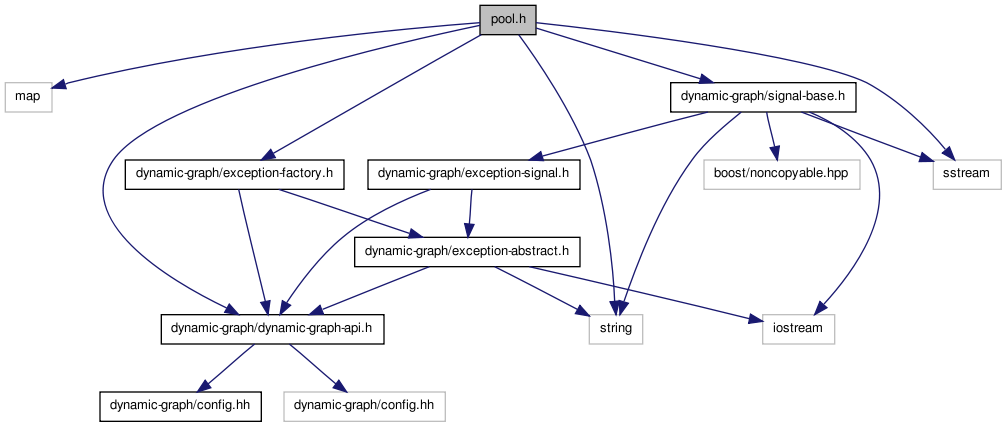 pool.h
map
dynamic-graph/signal-base.h
dynamic-graph/exception-factory.h
dynamic-graph/exception-signal.h
boost/noncopyable.hpp
sstream
dynamic-graph/exception-abstract.h
dynamic-graph/dynamic-graph-api.h
string
iostream
dynamic-graph/config.hh
dynamic-graph/config.hh